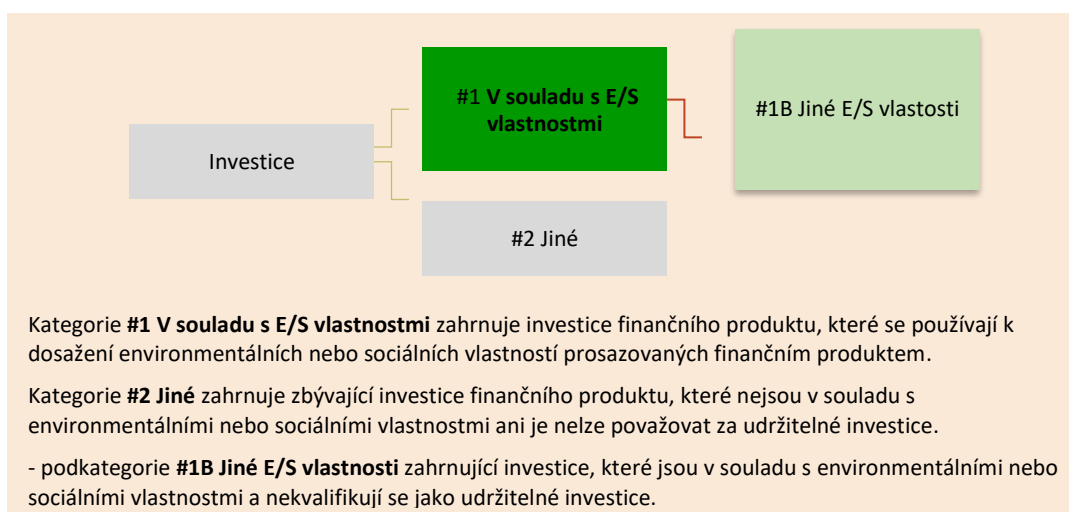 #1 V souladu s E/S
vlastnostmi
#1B Jiné E/S vlastosti
Investice
#2 Jiné
Kategorie #1 V souladu s E/S vlastnostmi zahrnuje investice finančního produktu, které se používají k
dosažení environmentálních nebo sociálních vlastností prosazovaných finančním produktem.
Kategorie #2 Jiné zahrnuje zbývající investice finančního produktu, které nejsou v souladu s
environmentálními nebo sociálními vlastnostmi ani je nelze považovat za udržitelné investice.
- podkategorie #1B Jiné E/S vlastnosti zahrnující investice, které jsou v souladu s environmentálními nebo
sociálními vlastnostmi a nekvalifikují se jako udržitelné investice.